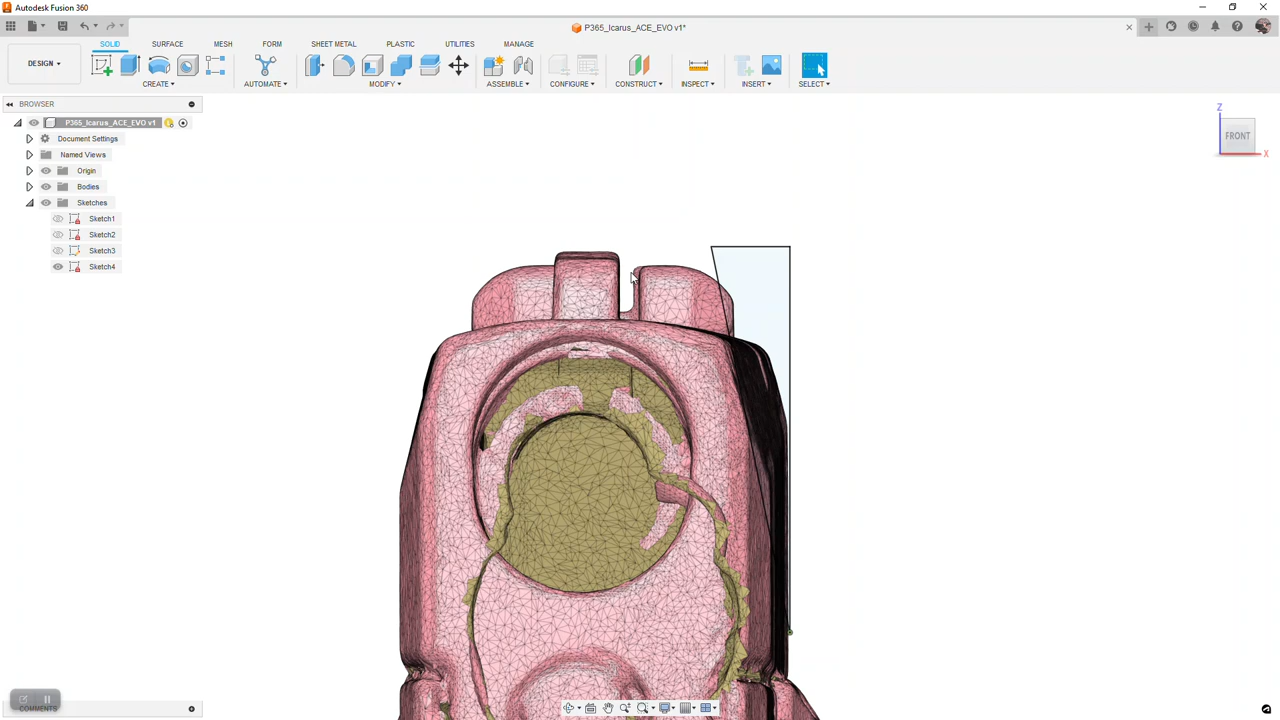 Autodesk Fusion 360
P365_Icarus_ACE_EVO v1*
SOLID SURFACE MESH FORM SHEET METAL PLASTIC UTILITIES MANAGE
DESIGN
CREATE AUTOMATE MODIFY ASSEMBLE CONFIGURE CONSTRUCT INSPECT INSERT SELECT
BROWSER
P365_Icarus_ACE_EVO v1
Document Settings
Named Views
Origin
Bodies
Sketches
Sketch1
Sketch2
Sketch3
Sketch4
Z
FRONT
X
COMMENTS